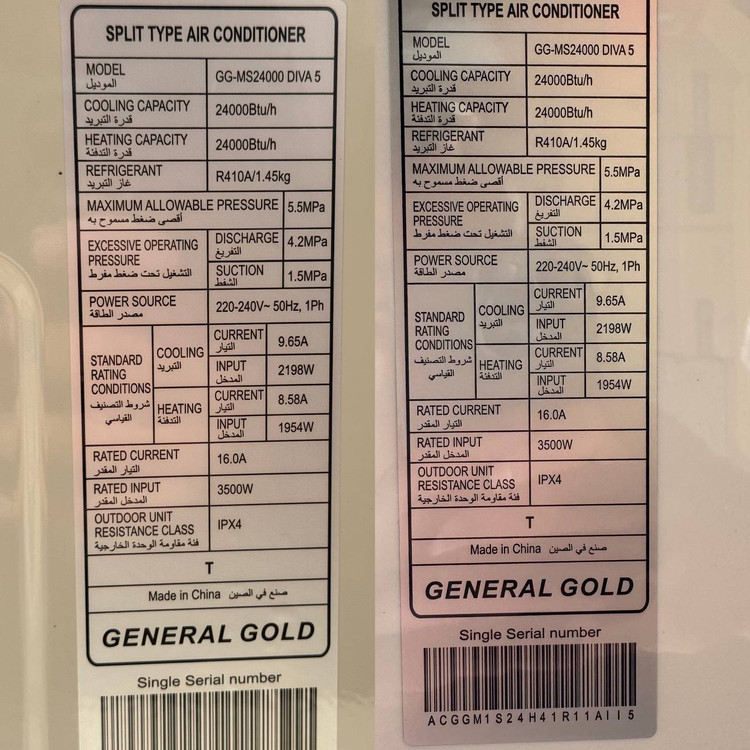 SPLIT TYPE AIR CONDITIONER
MODEL
الموديل
GG-MS24000 DIVA 5
COOLING CAPACITY
قدرة التبريد
24000Btu/h
HEATING CAPACITY
قدرة التدفئة
24000Btu/h
REFRIGERANT
غاز التبريد
R410A/1.45kg
MAXIMUM ALLOWABLE PRESSURE
أقصى ضغط مسموح به
5.5MPa
EXCESSIVE OPERATING
PRESSURE
التشغيل تحت ضغط مفرط
DISCHARGE
التفريغ
4.2MPa
SUCTION
الشفط
1.5MPa
POWER SOURCE
مصدر الطاقة
220-240V~ 50Hz, 1Ph
STANDARD
RATING
CONDITIONS
شروط التصنيف
القياسي
COOLING
التبريد
CURRENT
التيار
9.65A
INPUT
المدخل
2198W
HEATING
التدفئة
CURRENT
التيار
8.58A
INPUT
المدخل
1954W
RATED CURRENT
التيار المقدر
16.0A
RATED INPUT
المدخل المقدر
3500W
OUTDOOR UNIT
RESISTANCE CLASS
فئة مقاومة الوحدة الخارجية
IPX4
T
Made in China صنع في الصين
GENERAL GOLD
Single Serial number
SPLIT TYPE AIR CONDITIONER
MODEL
الموديل
GG-MS24000 DIVA 5
COOLING CAPACITY
قدرة التبريد
24000Btu/h
HEATING CAPACITY
قدرة التدفئة
24000Btu/h
REFRIGERANT
غاز التبريد
R410A/1.45kg
MAXIMUM ALLOWABLE PRESSURE
أقصى ضغط مسموح به
5.5MPa
EXCESSIVE OPERATING
PRESSURE
التشغيل تحت ضغط مفرط
DISCHARGE
التفريغ
4.2MPa
SUCTION
الشفط
1.5MPa
POWER SOURCE
مصدر الطاقة
220-240V~ 50Hz, 1Ph
STANDARD
RATING
CONDITIONS
شروط التصنيف
القياسي
COOLING
التبريد
CURRENT
التيار
9.65A
INPUT
المدخل
2198W
HEATING
التدفئة
CURRENT
التيار
8.58A
INPUT
المدخل
1954W
RATED CURRENT
التيار المقدر
16.0A
RATED INPUT
المدخل المقدر
3500W
OUTDOOR UNIT
RESISTANCE CLASS
فئة مقاومة الوحدة الخارجية
IPX4
T
Made in China صنع في الصين
GENERAL GOLD
Single Serial number
ACGGM1S24H41R11AI15